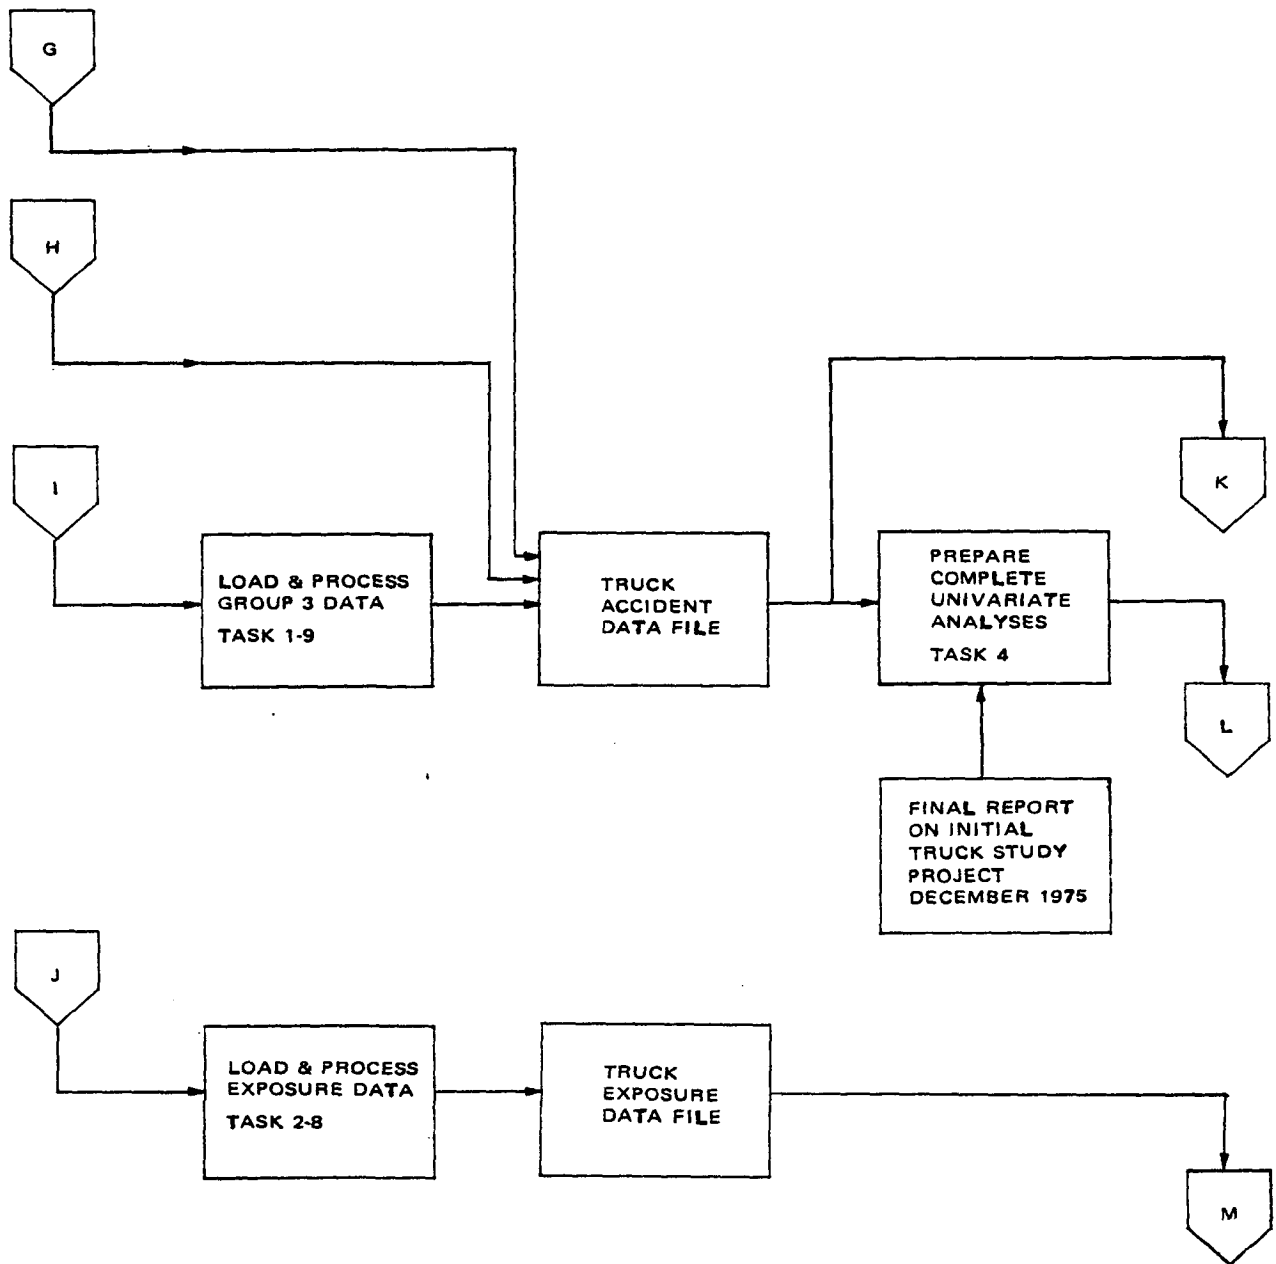 G
H
I
LOAD & PROCESS
GROUP 3 DATA
TASK 1-9
TRUCK
ACCIDENT
DATA FILE
PREPARE
COMPLETE
UNIVARIATE
ANALYSES
TASK 4
K
L
FINAL REPORT
ON INITIAL
TRUCK STUDY
PROJECT
DECEMBER 1975
J
LOAD & PROCESS
EXPOSURE DATA
TASK 2-8
TRUCK
EXPOSURE
DATA FILE
M